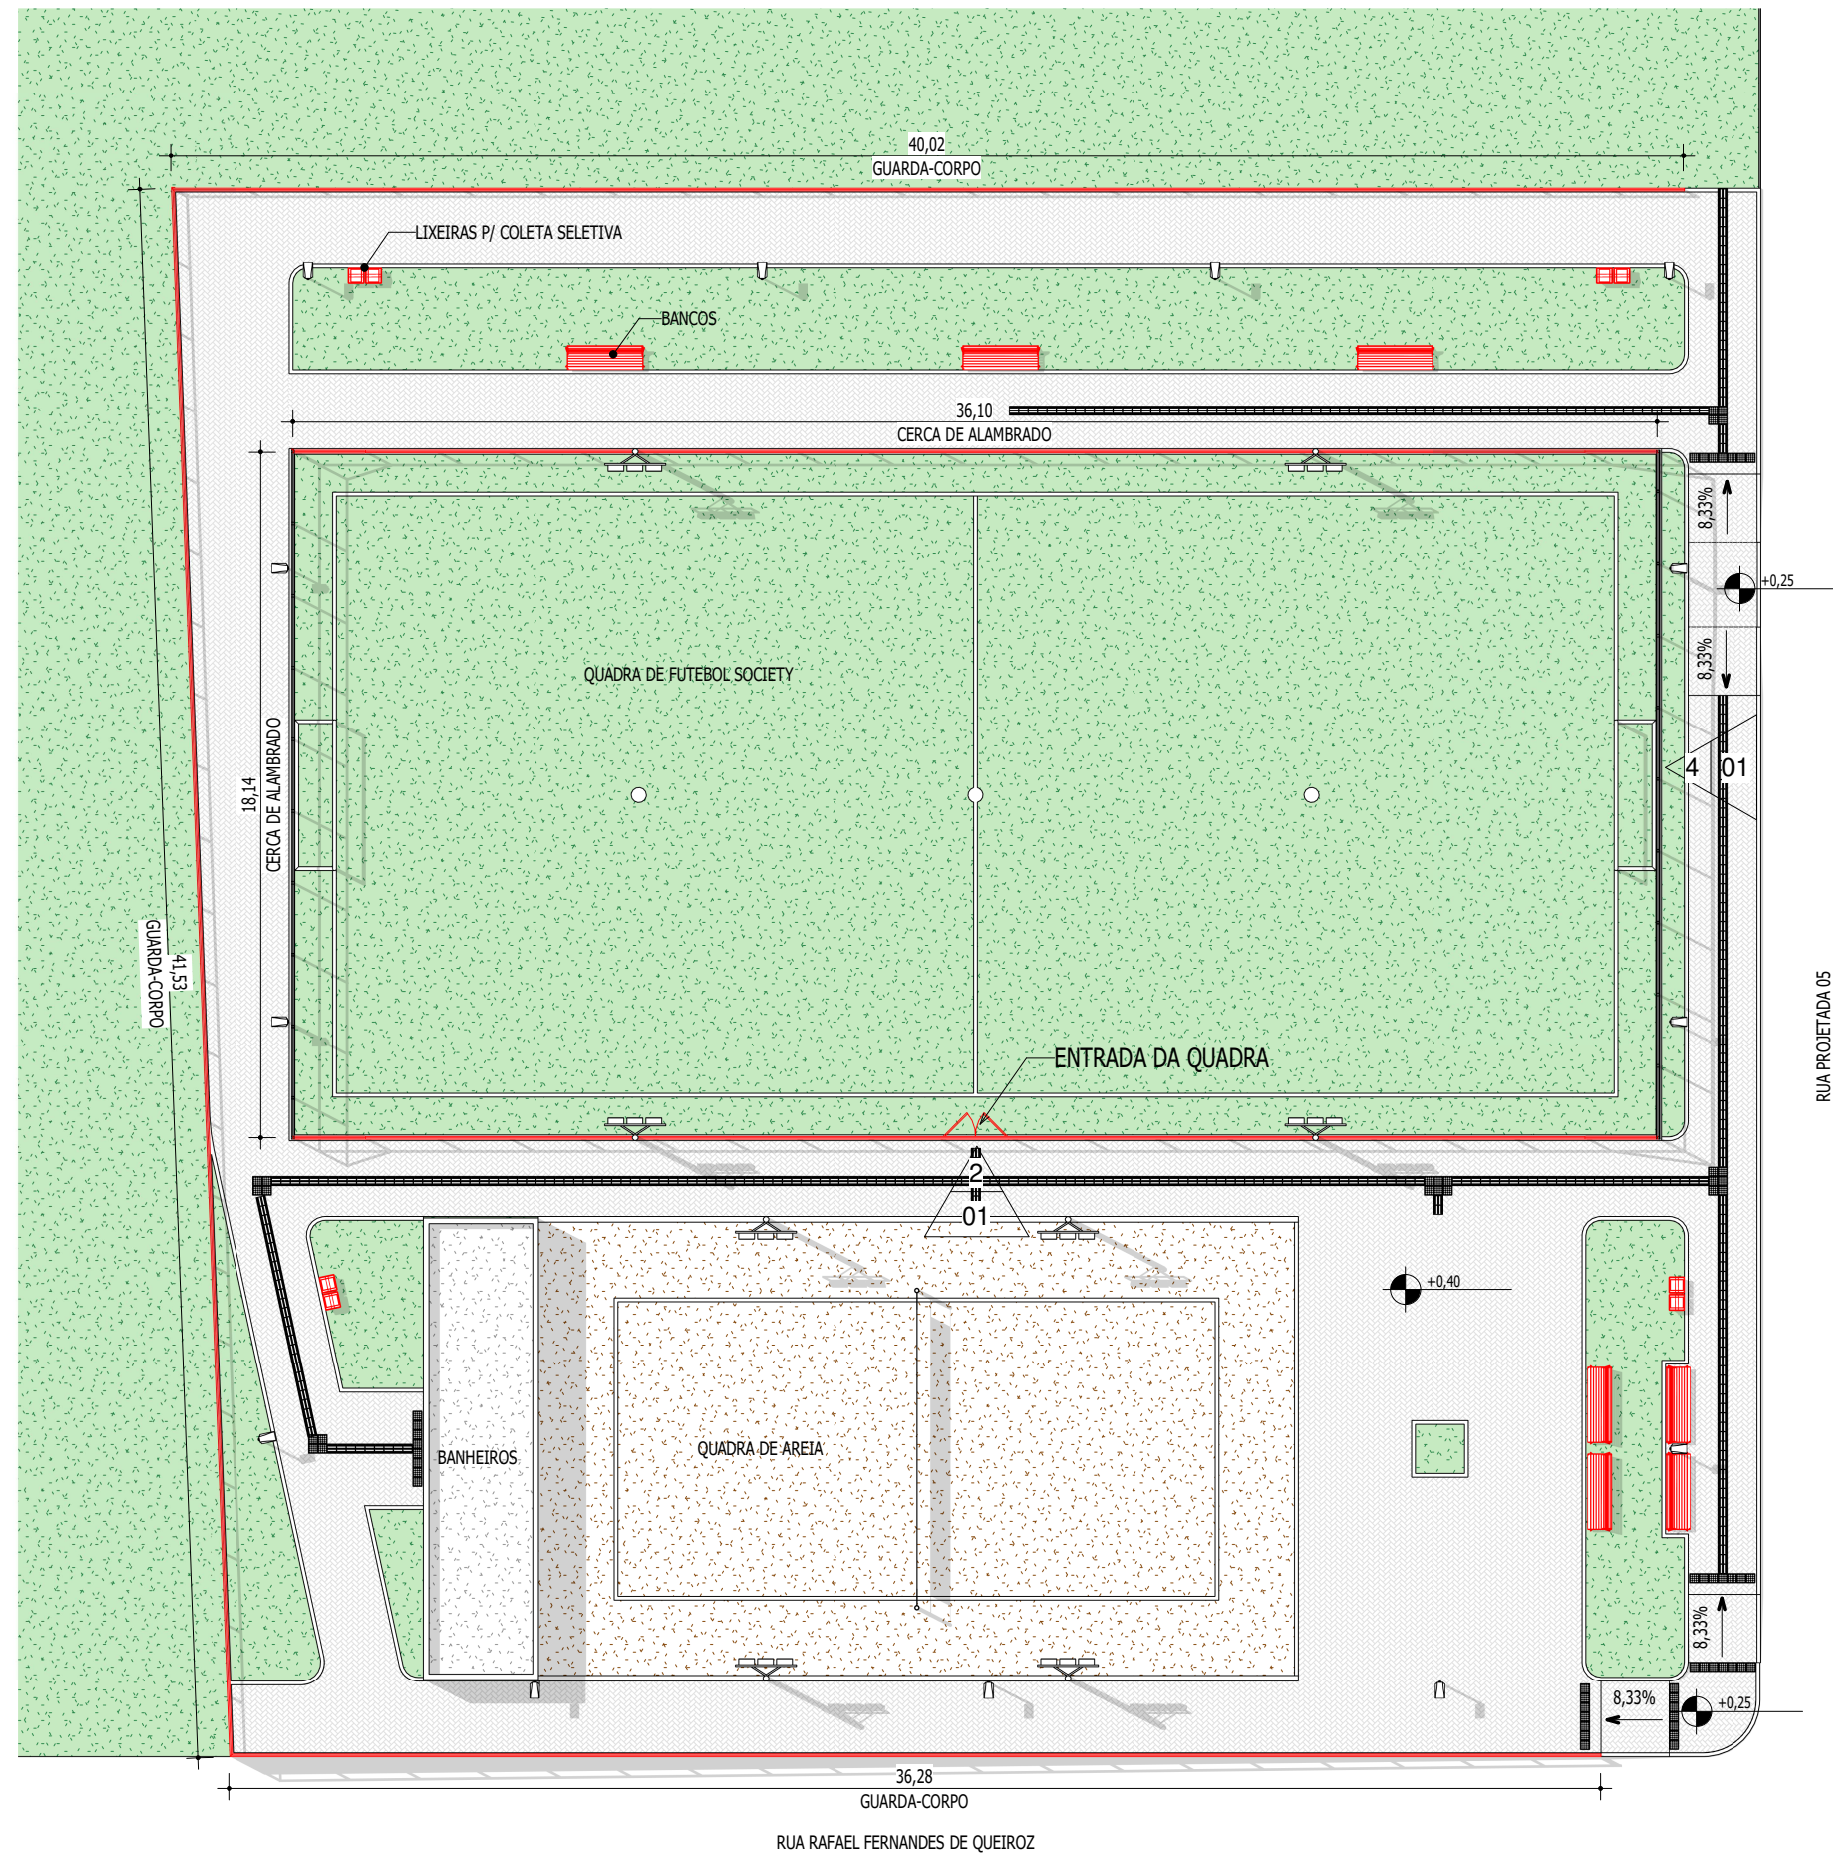 40,02
GUARDA-CORPO
LIXEIRAS P/ COLETA SELETIVA
BANCOS
36,10
CERCA DE ALAMBRADO
8,33%
+0,25
8,33%
QUADRA DE FUTEBOL SOCIETY
18,14
CERCA DE ALAMBRADO
4 01
41,53
GUARDA-CORPO
RUA PROJETADA 05
ENTRADA DA QUADRA
2
01
+0,40
QUADRA DE AREIA
BANHEIROS
8,33%
8,33%
+0,25
36,28
GUARDA-CORPO
RUA RAFAEL FERNANDES DE QUEIROZ